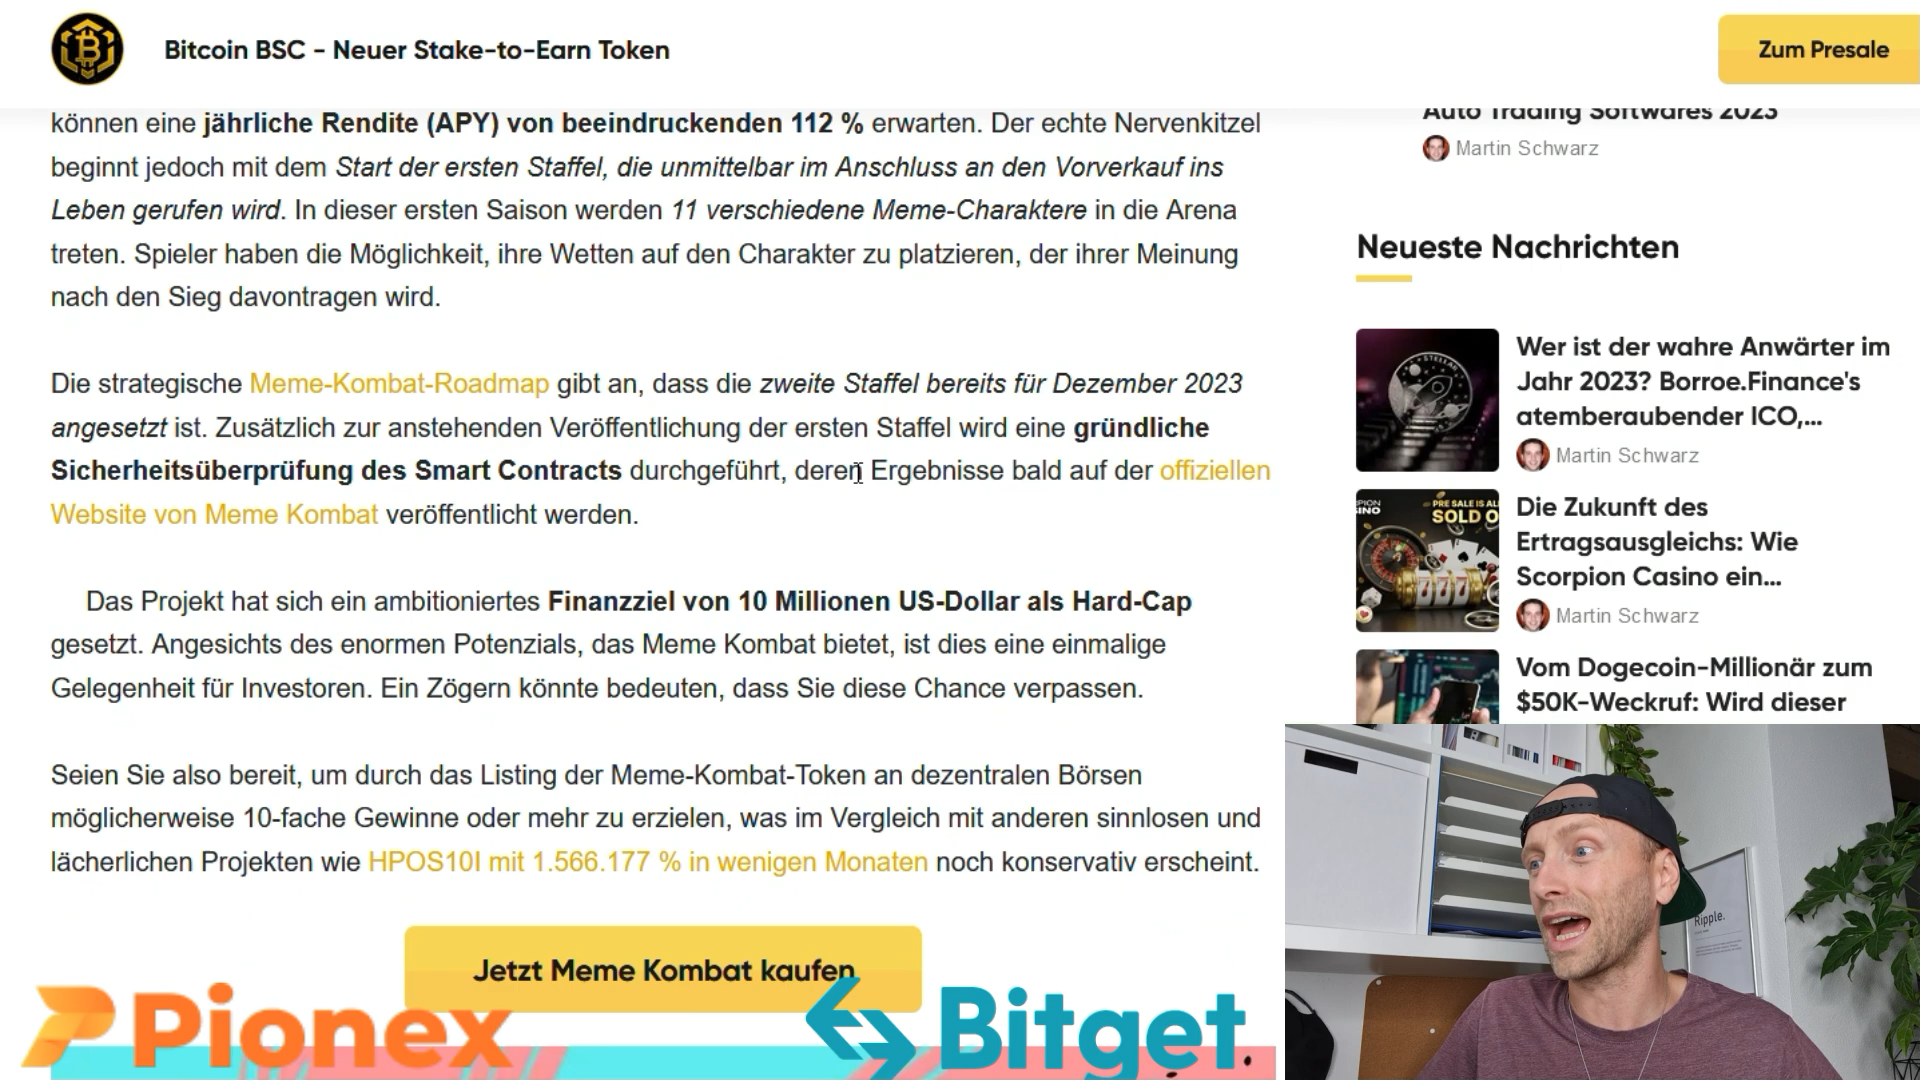 Bitcoin BSC - Neuer Stake-to-Earn Token
Zum Presale
können eine jährliche Rendite (APY) von beeindruckenden 112 % erwarten. Der echte Nervenkitzel
beginnt jedoch mit dem Start der ersten Staffel, die unmittelbar im Anschluss an den Vorverkauf ins
Leben gerufen wird. In dieser ersten Saison werden 11 verschiedene Meme-Charaktere in die Arena
treten. Spieler haben die Möglichkeit, ihre Wetten auf den Charakter zu platzieren, der ihrer Meinung
nach den Sieg davontragen wird.
Die strategische Meme-Kombat-Roadmap gibt an, dass die zweite Staffel bereits für Dezember 2023
angesetzt ist. Zusätzlich zur anstehenden Veröffentlichung der ersten Staffel wird eine gründliche
Sicherheitsüberprüfung des Smart Contracts durchgeführt, deren Ergebnisse bald auf der offiziellen
Website von Meme Kombat veröffentlicht werden.
Das Projekt hat sich ein ambitioniertes Finanzziel von 10 Millionen US-Dollar als Hard-Cap
gesetzt. Angesichts des enormen Potenzials, das Meme Kombat bietet, ist dies eine einmalige
Gelegenheit für Investoren. Ein Zögern könnte bedeuten, dass Sie diese Chance verpassen.
Seien Sie also bereit, um durch das Listing der Meme-Kombat-Token an dezentralen Börsen
möglicherweise 10-fache Gewinne oder mehr zu erzielen, was im Vergleich mit anderen sinnlosen und
lächerlichen Projekten wie HPOS10I mit 1.566.177 % in wenigen Monaten noch konservativ erscheint.
Jetzt Meme Kombat kaufen
Pionex
Bitget.
Auto Trading Softwares 2023
Martin Schwarz
Neueste Nachrichten
STELLAR
Wer ist der wahre Anwärter im
Jahr 2023? Borroe.Finance's
atemberaubender ICO,...
Martin Schwarz
PRE SALE IS AL
SOLD O
Die Zukunft des
Ertragsausgleichs: Wie
Scorpion Casino ein...
Martin Schwarz
Vom Dogecoin-Millionär zum
$50K-Weckruf: Wird dieser
Ripple.